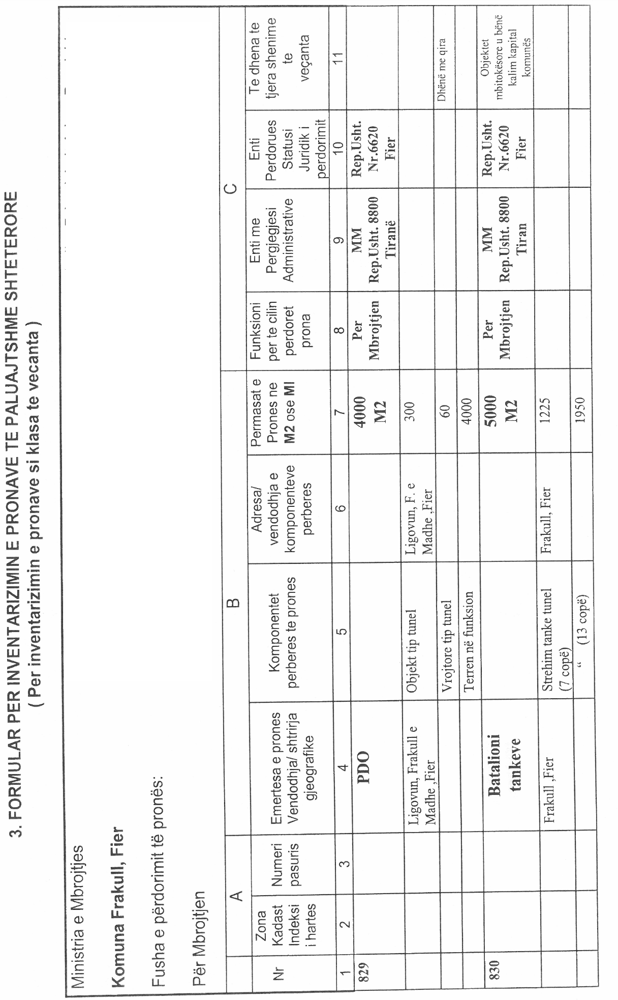 3. FORMULAR PER INVENTARIZIMIN E PRONAVE TE PALUAJTSHME SHTETERORE
( Per inventarizimin e pronave si klasa te vecanta )
Ministria e Mbrojtjes
Komuna Frakull, Fier
Fusha e përdorimit të pronës:
Për Mbrojtjen
A
B
C
Nr
Zona
Kadast
Indeksi
i hartes
Numeri
pasuris
Emertesa e prones
Vendodhja/ shtrirja
gjeografike
Komponentet
perberes te prones
Adresa/
vendodhja e
komponenteve
perberes
Permasat e
Prones ne
M2 ose Ml
Funksioni
per te cilin
perdoret
prona
Enti me
Pergjegjesi
Administrative
Enti
Perdorues
Statusi
Juridik i
perdorimit
Te dhena te
tjera shenime
te
veçanta
1
2
3
4
5
6
7
8
9
10
11
829
PDO
4000
M2
Per
Mbrojtjen
MM
Rep.Usht. 8800
Tiranë
Rep.Usht.
Nr.6620
Fier
Ligovun, Frakull e
Madhe ,Fier
Objekt tip tunel
Ligovun, F. e
Madhe ,Fier
300
Vrojtore tip tunel
60
Dhënë me qira
Terren në funksion
4000
830
Batalioni
tankeve
5000
M2
Per
Mbrojtjen
MM
Rep.Usht. 8800
Tiran
Rep.Usht.
Nr.6620
Fier
Objektet
mbitokësore u bënë
kalim kapital
komunës
Frakull ,Fier
Strehim tanke tunel
(7 copë)
Frakull, Fier
1225
“ (13 copë)
1950